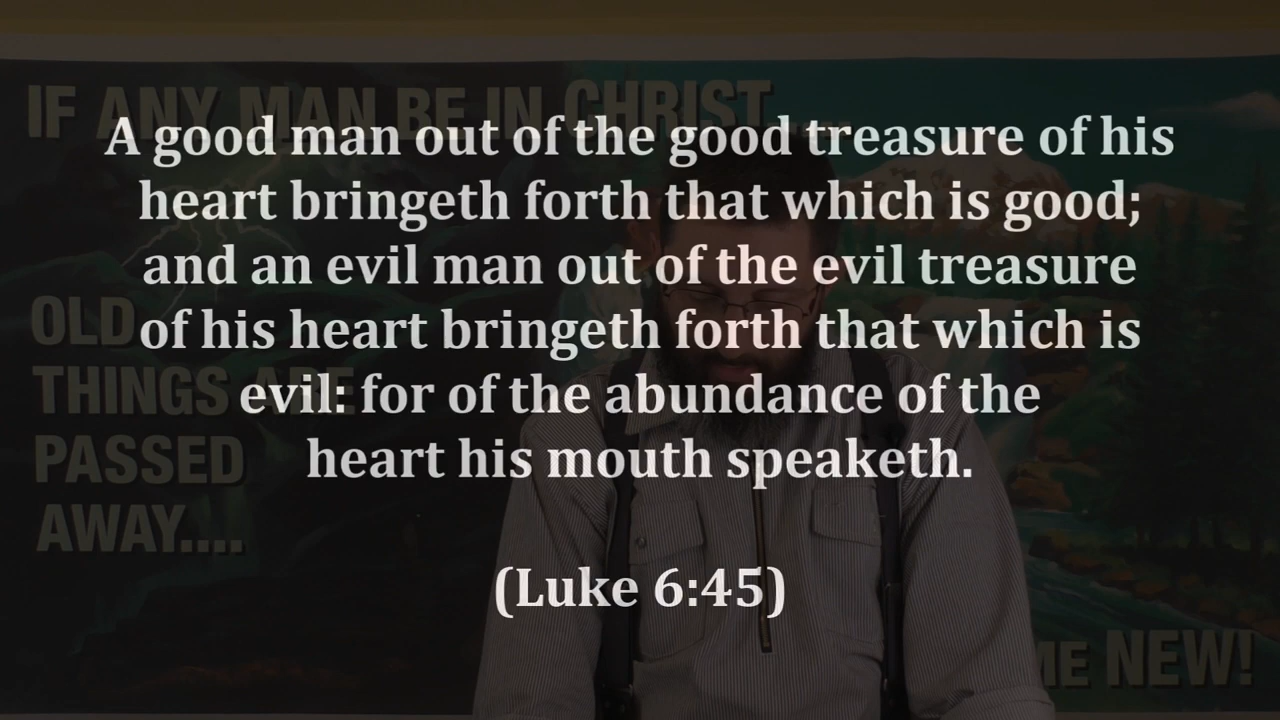 IF ANY MAN BE IN CHRIST....
A good man out of the good treasure of his
heart bringeth forth that which is good;
and an evil man out of the evil treasure
of his heart bringeth forth that which is
evil: for of the abundance of the
heart his mouth speaketh.
(Luke 6:45)
OLD
THINGS ARE
PASSED
AWAY....
ME NEW!